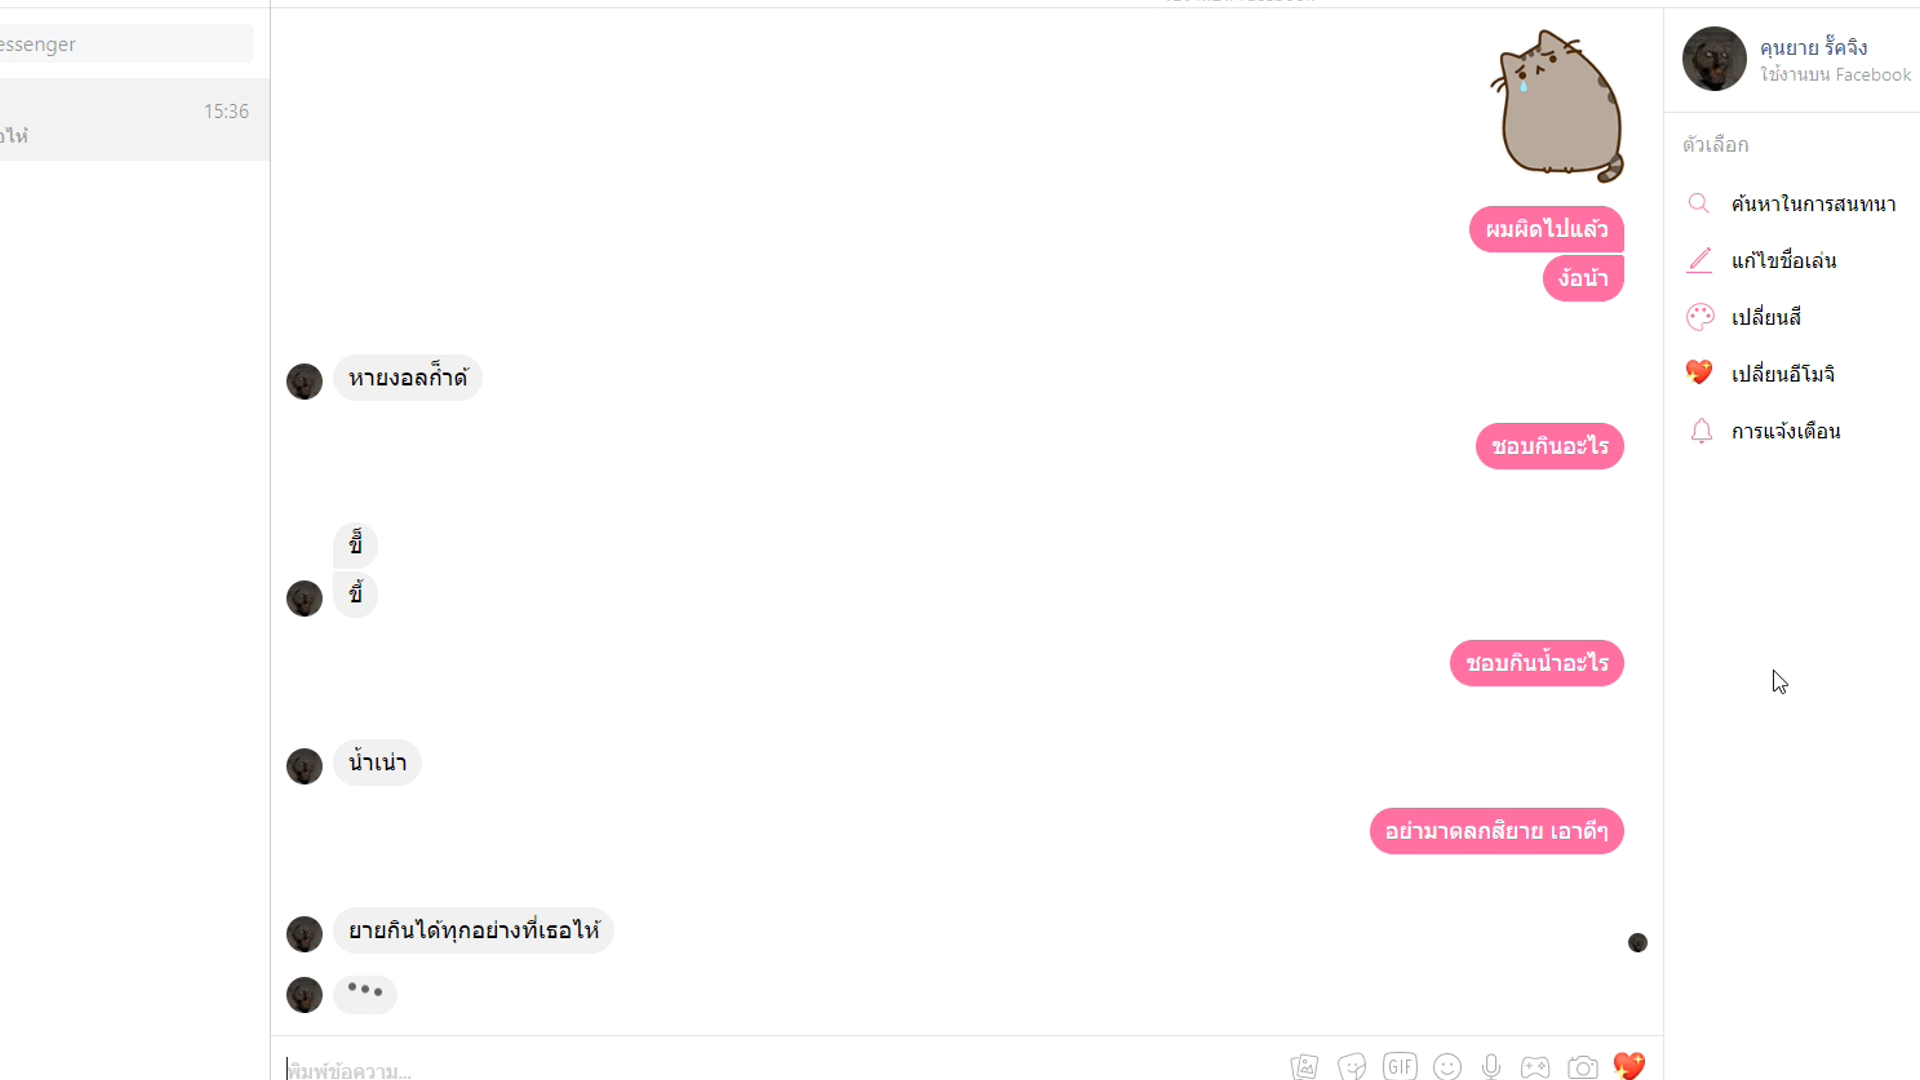 essenger
15:36
อไห้
ผมผิดไปแล้ว
ง้อน้า
หายงอลก็ำด้
ชอบกินอะไร
ขี้
ขี้
ชอบกินน้ำอะไร
น้ำเน่า
อย่ามาตลกสิยาย เอาดีๆ
ยายกินได้ทุกอย่างที่เธอไห้
พิมพ์ข้อความ...
GIF
คุนยาย ร้๊คจิง
ใช้งานบน Facebook
ตัวเลือก
ค้นหาในการสนทนา
แก้ไขชื่อเล่น
เปลี่ยนสี
เปลี่ยนอีโมจิ
การแจ้งเตือน